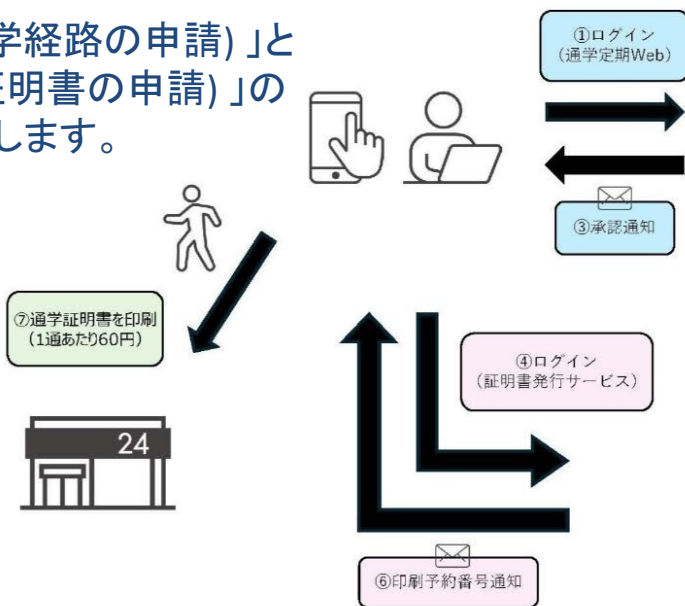 学経路の申請)」と
証明書の申請)」の
します。
①ログイン
(通学定期Web)
③承認通知
⑦通学証明書を印刷
(1通あたり60円)
④ログイン
(証明書発行サービス)
24
⑥印刷予約番号通知